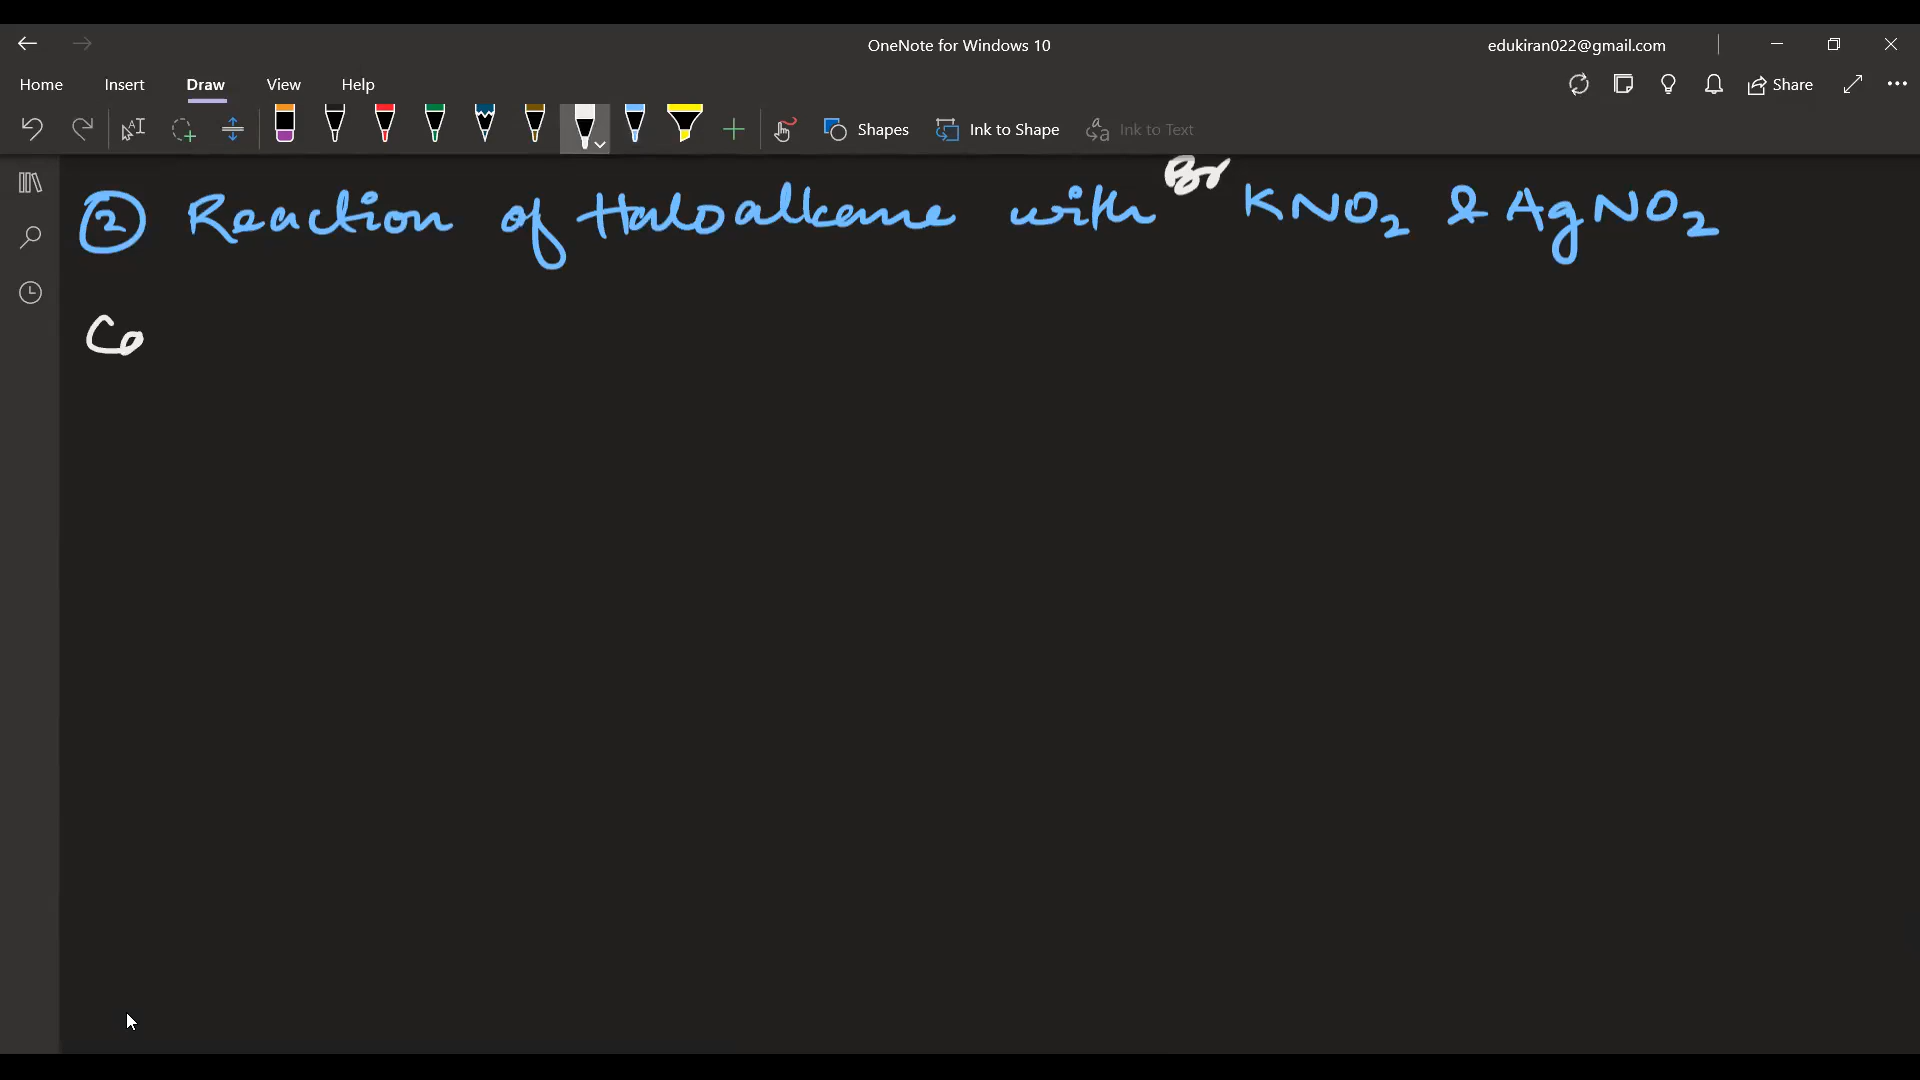 OneNote for Windows 10
edukiran022@gmail.com
Home Insert Draw View Help
Share
Shapes Ink to Shape Ink to Text
Br
② Reaction of Haloalkane with KNO₂ & AgNO₂
Co